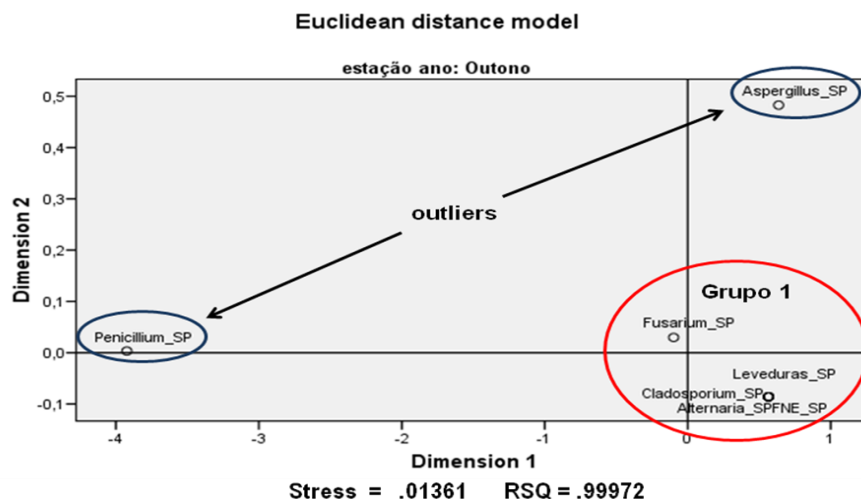 Euclidean distance model
estação ano: Outono
0,5
0,4
0,3
0,2
0,1
0,0
-0,1
Dimension 2
Aspergillus_SP
outliers
Penicillium_SP
Grupo 1
Fusarium_SP
Leveduras_SP
Cladosporium_SP
Alternaria_SPFNE_SP
-4
-3
-2
-1
0
1
Dimension 1
Stress = .01361 RSQ = .99972